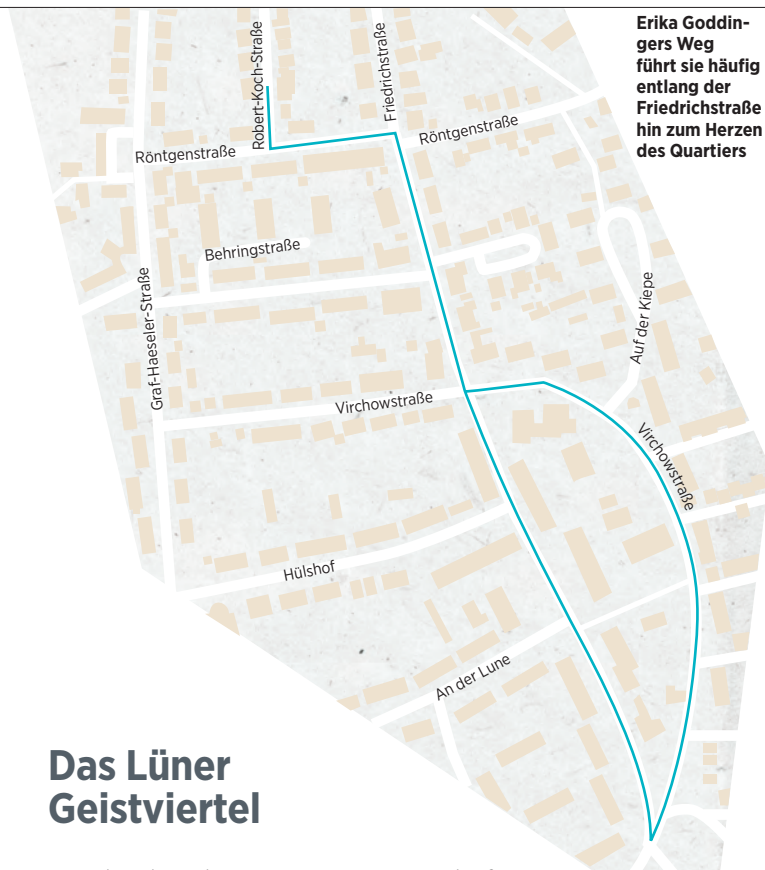 Erika Goddin-
gers Weg
führt sie häufig
entlang der
Friedrichstraße
hin zum Herzen
des Quartiers
Robert-Koch-Straße
Friedrichstraße
Röntgenstraße
Röntgenstraße
Behringstraße
Graf-Haeseler-Straße
Auf der Kiepe
Virchowstraße
Virchowstraße
Hülshof
An der Lune
Das Lüner
Geistviertel